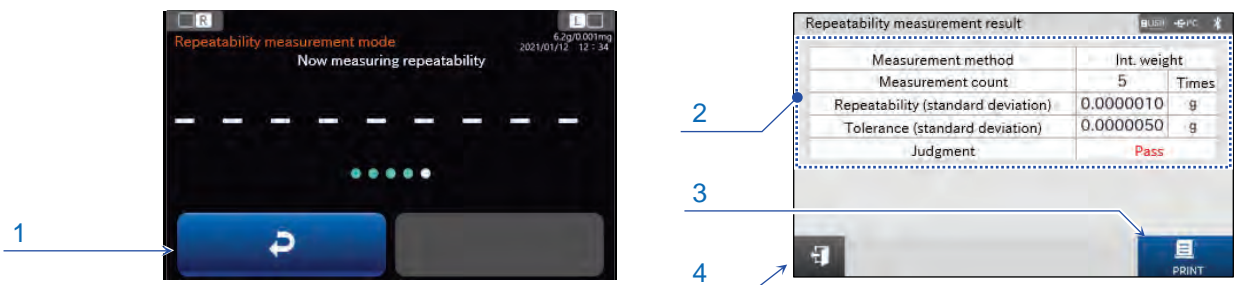 R
L
Repeatability measurement mode
6.2g/0.001mg
2021/01/12 12:34
Now measuring repeatability
1
Repeatability measurement result
USB PC
Measurement method Int. weight
Measurement count 5 Times
Repeatability (standard deviation) 0.0000010 g
Tolerance (standard deviation) 0.0000050 g
Judgment Pass
2
3
4
PRINT